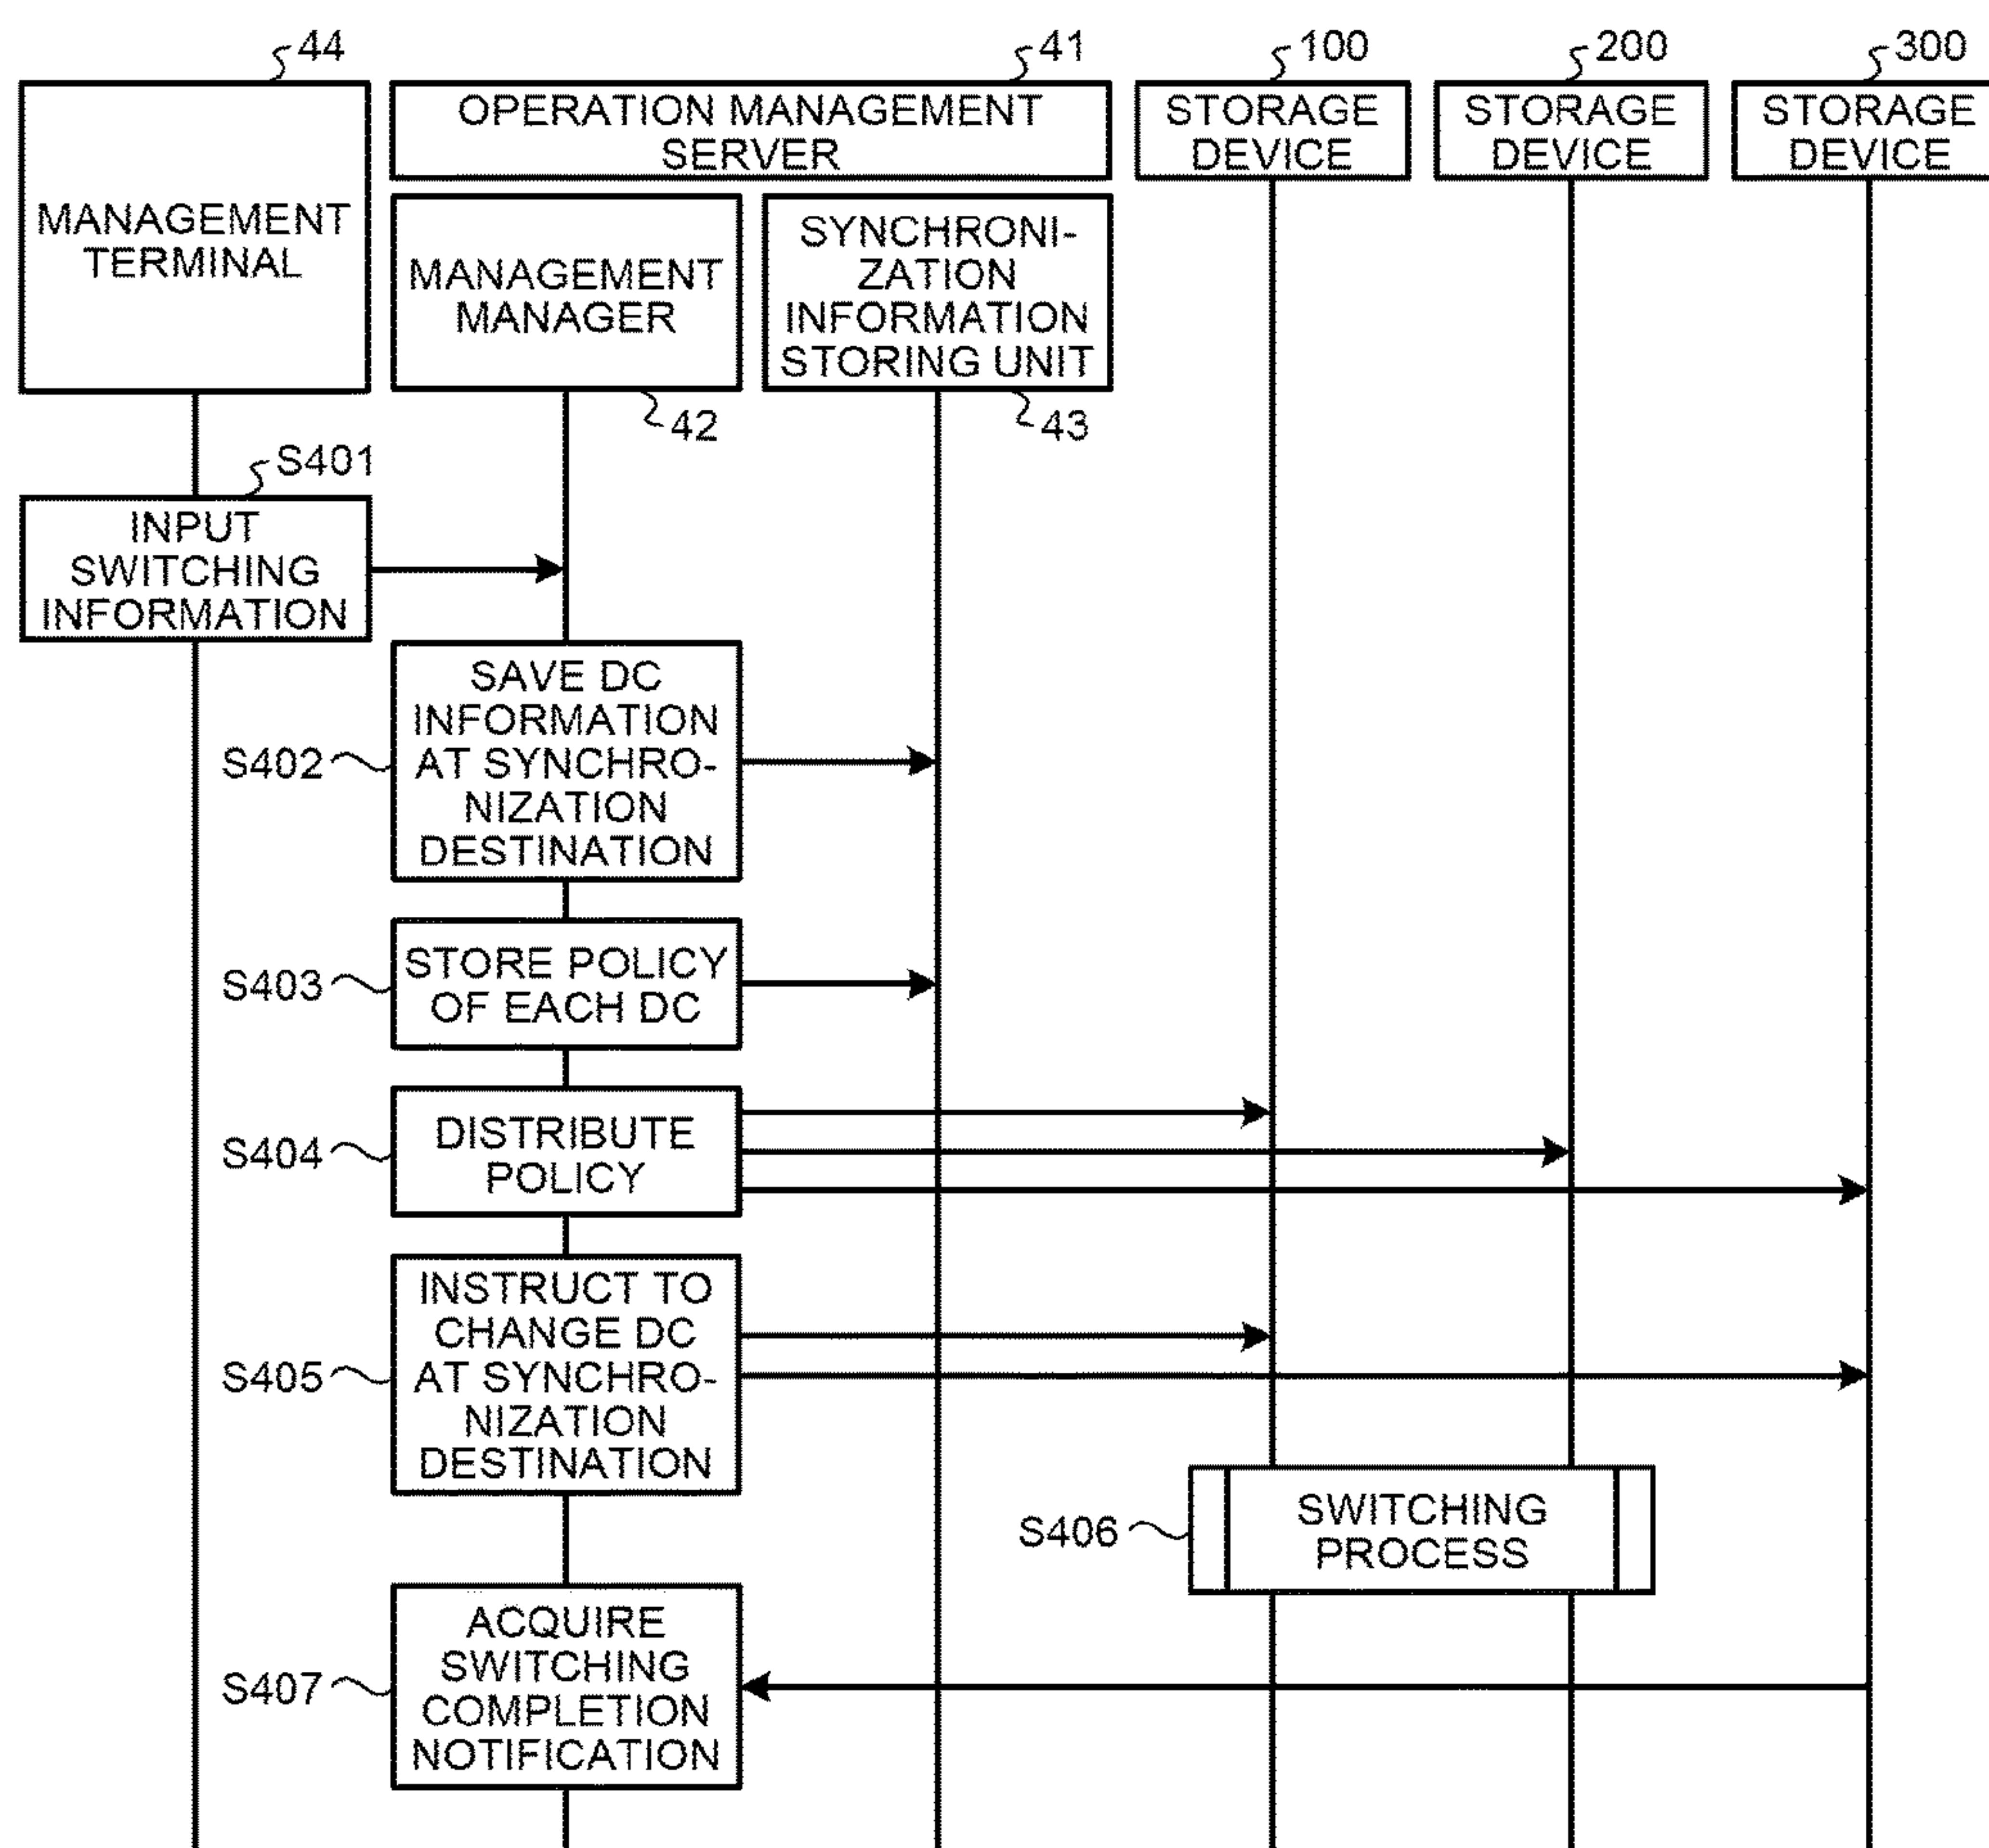 44
41
100
200
300
MANAGEMENT
TERMINAL
OPERATION MANAGEMENT
SERVER
STORAGE
DEVICE
STORAGE
DEVICE
STORAGE
DEVICE
MANAGEMENT
MANAGER
SYNCHRONI-
ZATION
INFORMATION
STORING UNIT
42
43
S401
INPUT
SWITCHING
INFORMATION
S402
SAVE DC
INFORMATION
AT SYNCHRO-
NIZATION
DESTINATION
S403
STORE POLICY
OF EACH DC
S404
DISTRIBUTE
POLICY
S405
INSTRUCT TO
CHANGE DC
AT SYNCHRO-
NIZATION
DESTINATION
S406
SWITCHING
PROCESS
S407
ACQUIRE
SWITCHING
COMPLETION
NOTIFICATION